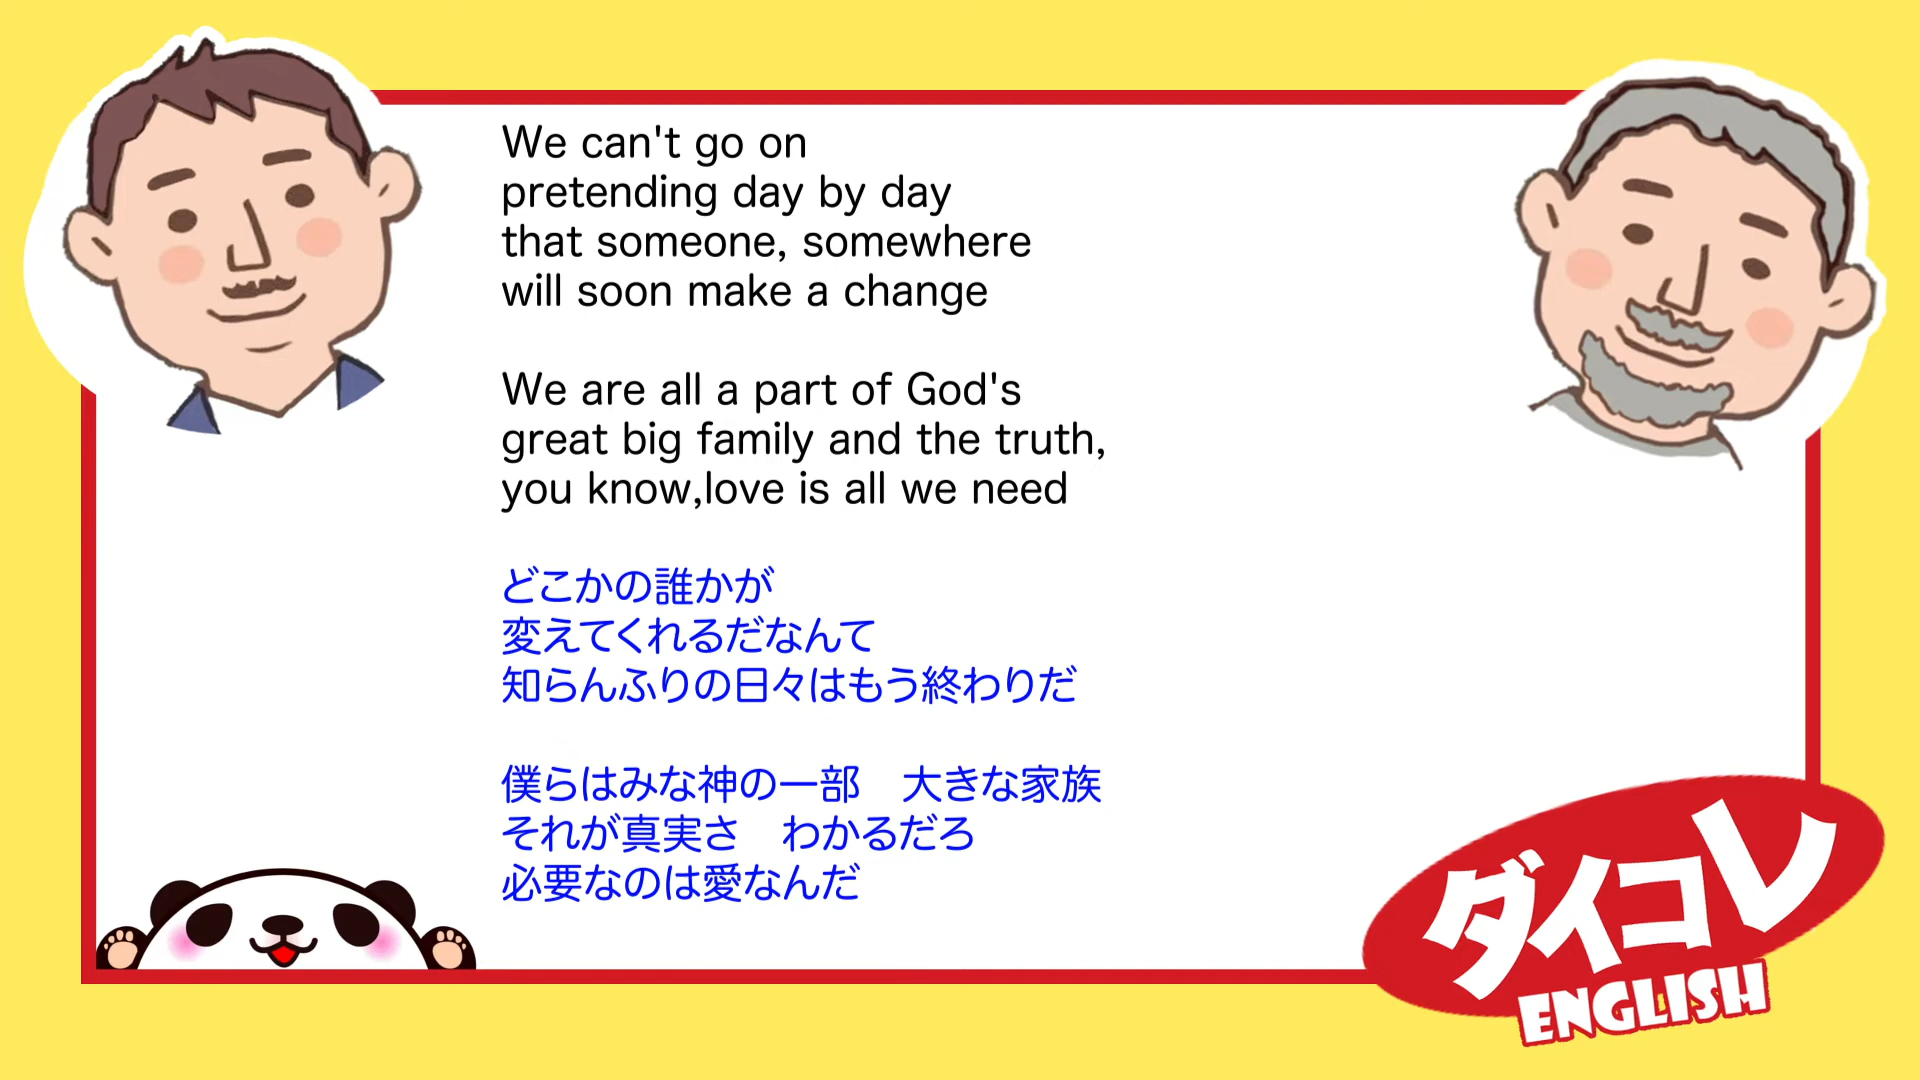 We can't go on
pretending day by day
that someone, somewhere
will soon make a change
We are all a part of God's
great big family and the truth,
you know,love is all we need
どこかの誰かが
変えてくれるだなんて
知らんふりの日々はもう終わりだ
僕らはみな神の一部　大きな家族
それが真実さ　わかるだろ
必要なのは愛なんだ
ダイコレ
ENGLISH